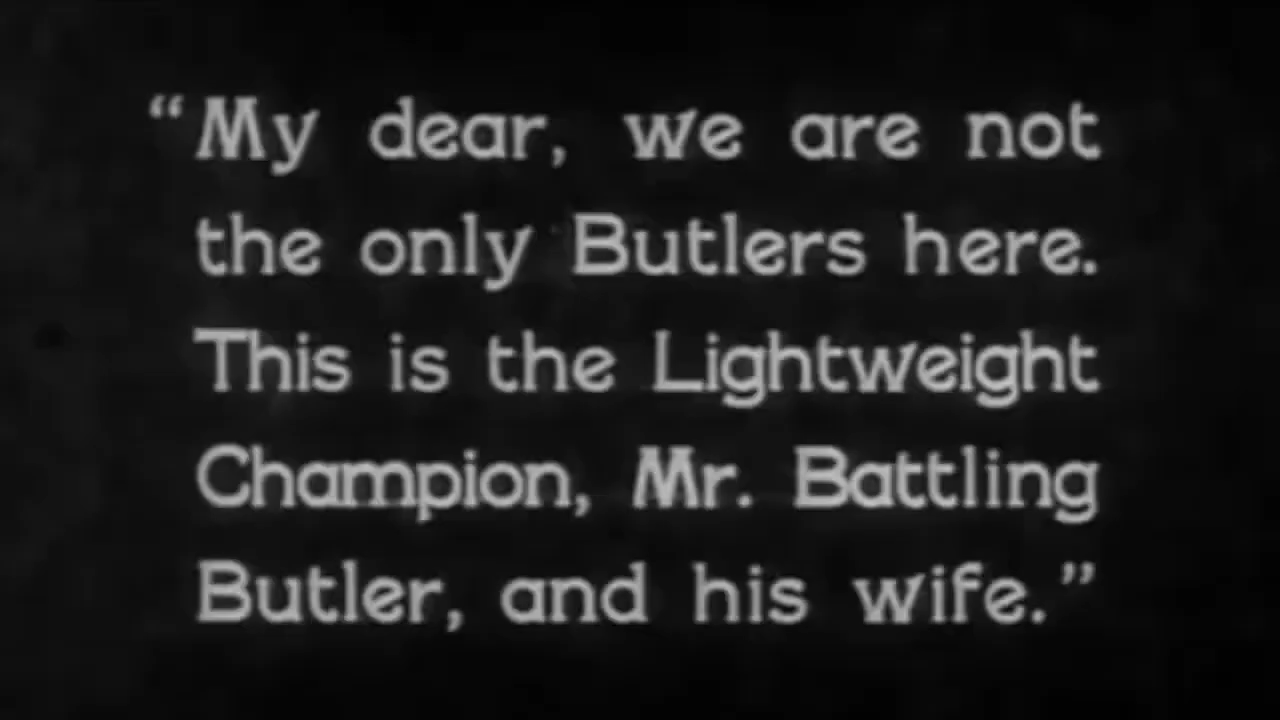 “My dear, we are not
the only Butlers here.
This is the Lightweight
Champion, Mr. Battling
Butler, and his wife.”